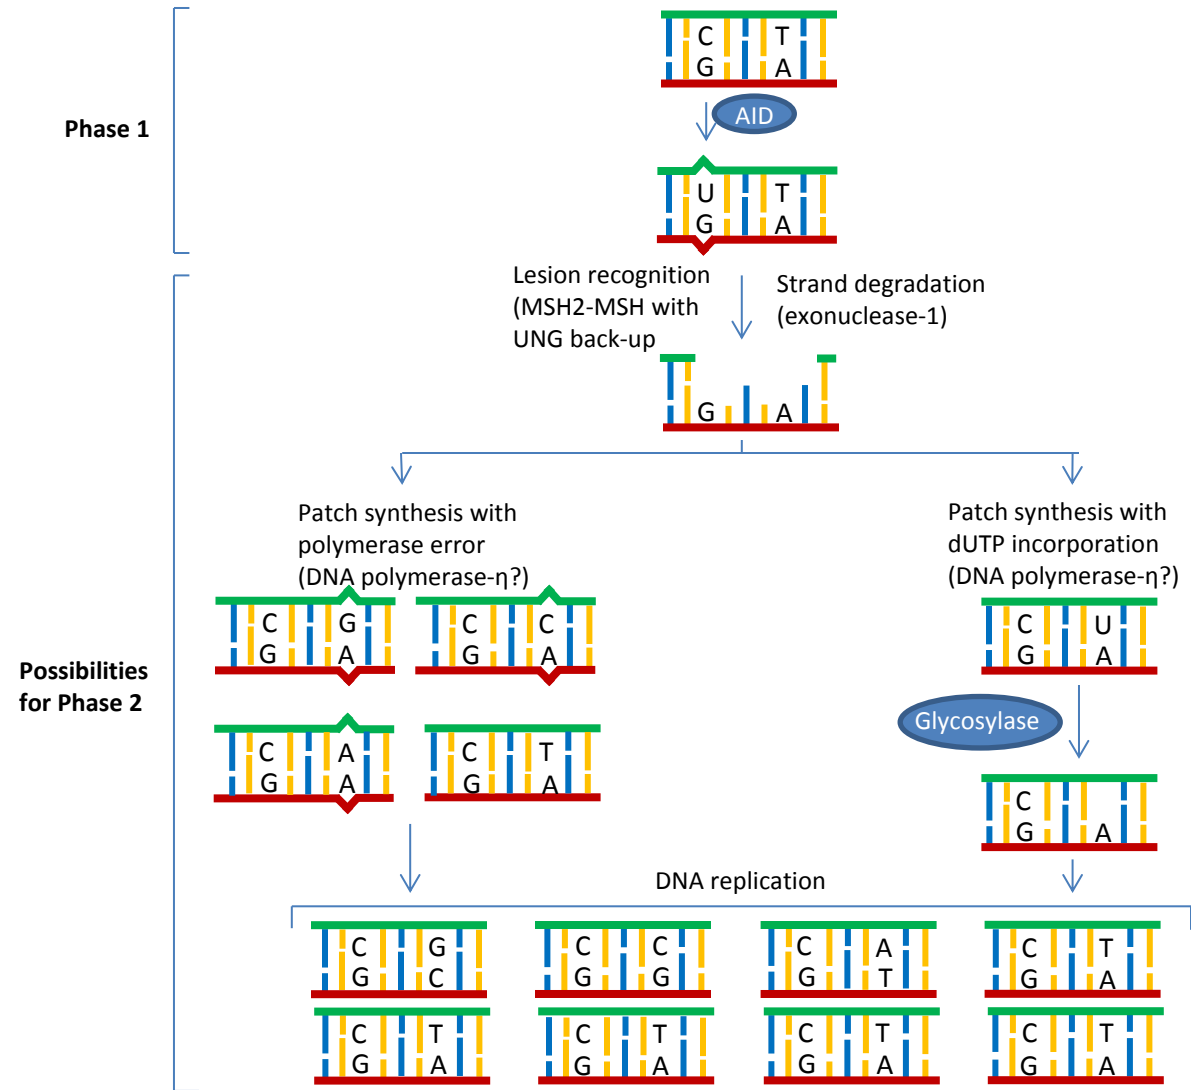 C T
G A
Phase 1
AID
U T
G A
Lesion recognition
(MSH2-MSH with
UNG back-up
Strand degradation
(exonuclease-1)
G A
Patch synthesis with
polymerase error
(DNA polymerase-η?)
Patch synthesis with
dUTP incorporation
(DNA polymerase-η?)
C G
G A
C C
G A
C U
G A
Possibilities
for Phase 2
C A
G A
C T
G A
Glycosylase
C
G A
DNA replication
C G
G C
C C
G G
C A
G T
C T
G A
C T
G A
C T
G A
C T
G A
C T
G A